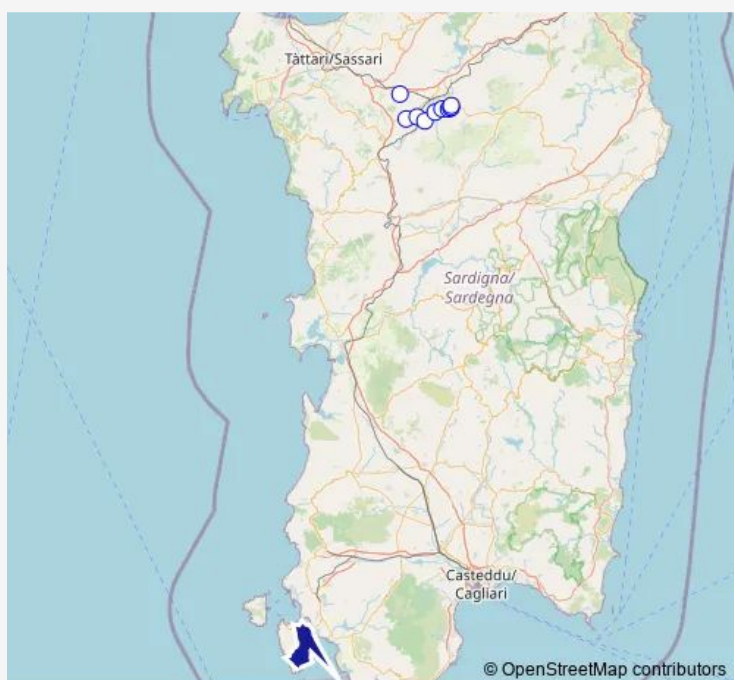 Tàttari/Sassari
Sardigna/
Sardegna
Casteddu/
Cagliari
© OpenStreetMap contributors